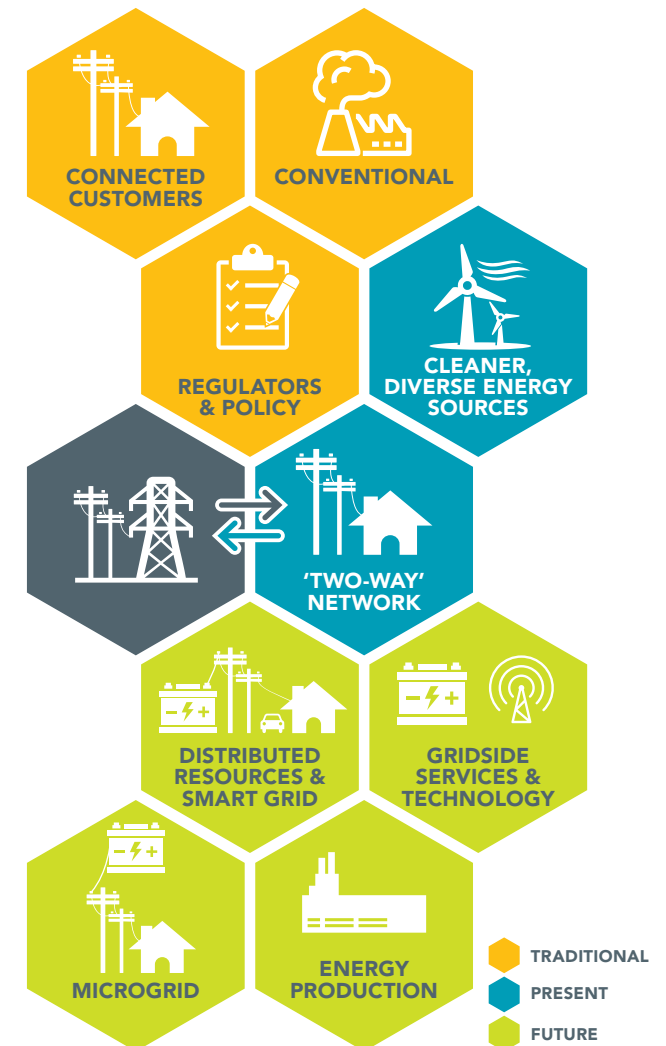 CONNECTED
CUSTOMERS
CONVENTIONAL
REGULATORS
& POLICY
CLEANER,
DIVERSE ENERGY
SOURCES
‘TWO-WAY’
NETWORK
DISTRIBUTED
RESOURCES &
SMART GRID
GRIDSIDE
SERVICES &
TECHNOLOGY
MICROGRID
ENERGY
PRODUCTION
TRADITIONAL
PRESENT
FUTURE